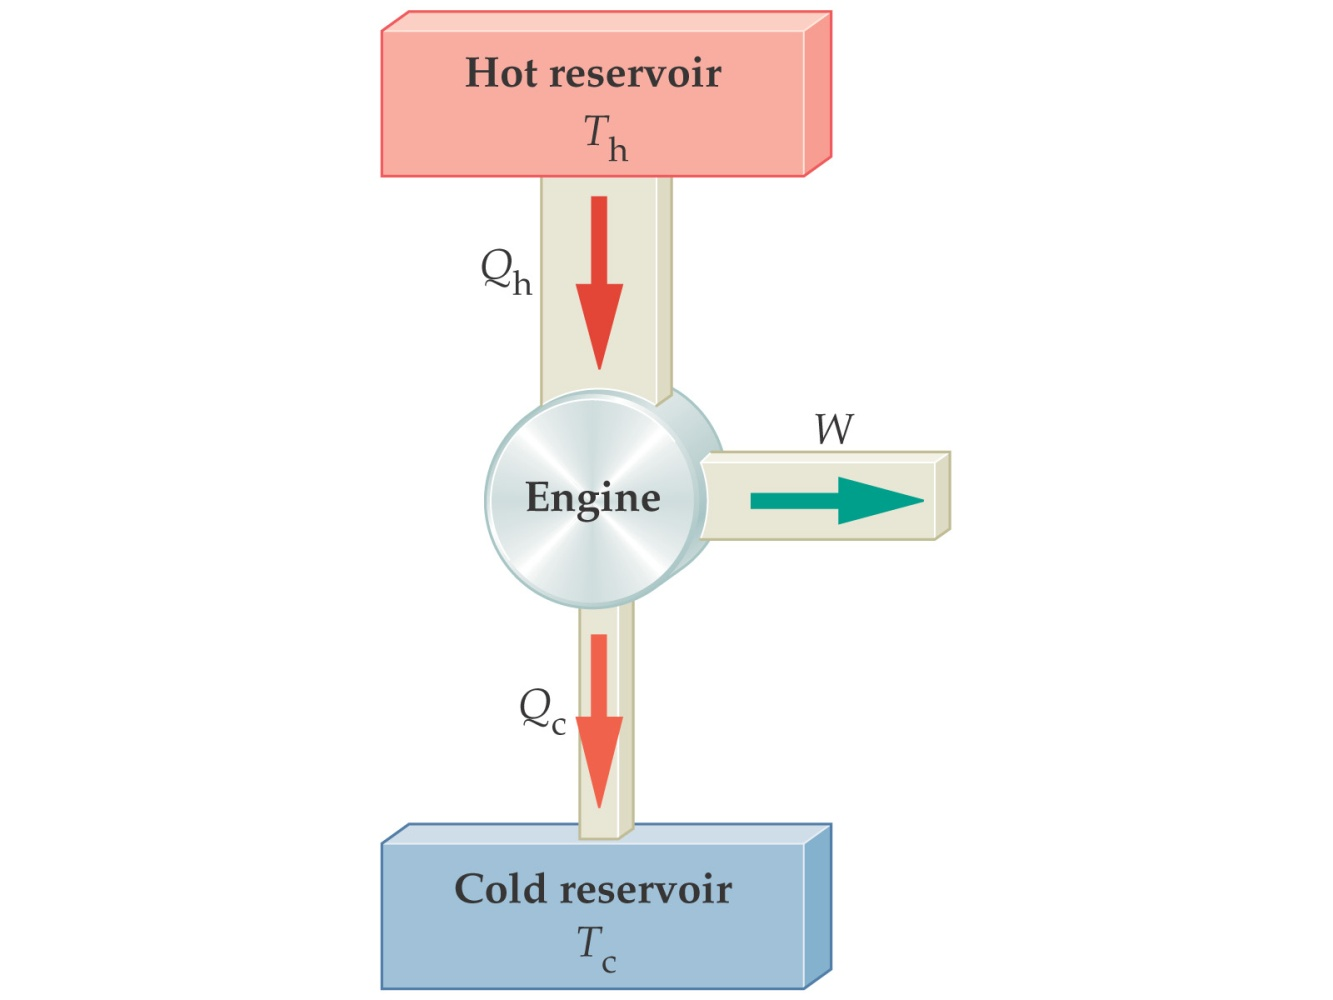 Hot reservoir
Th
Qh
W
Engine
Qc
Cold reservoir
Tc